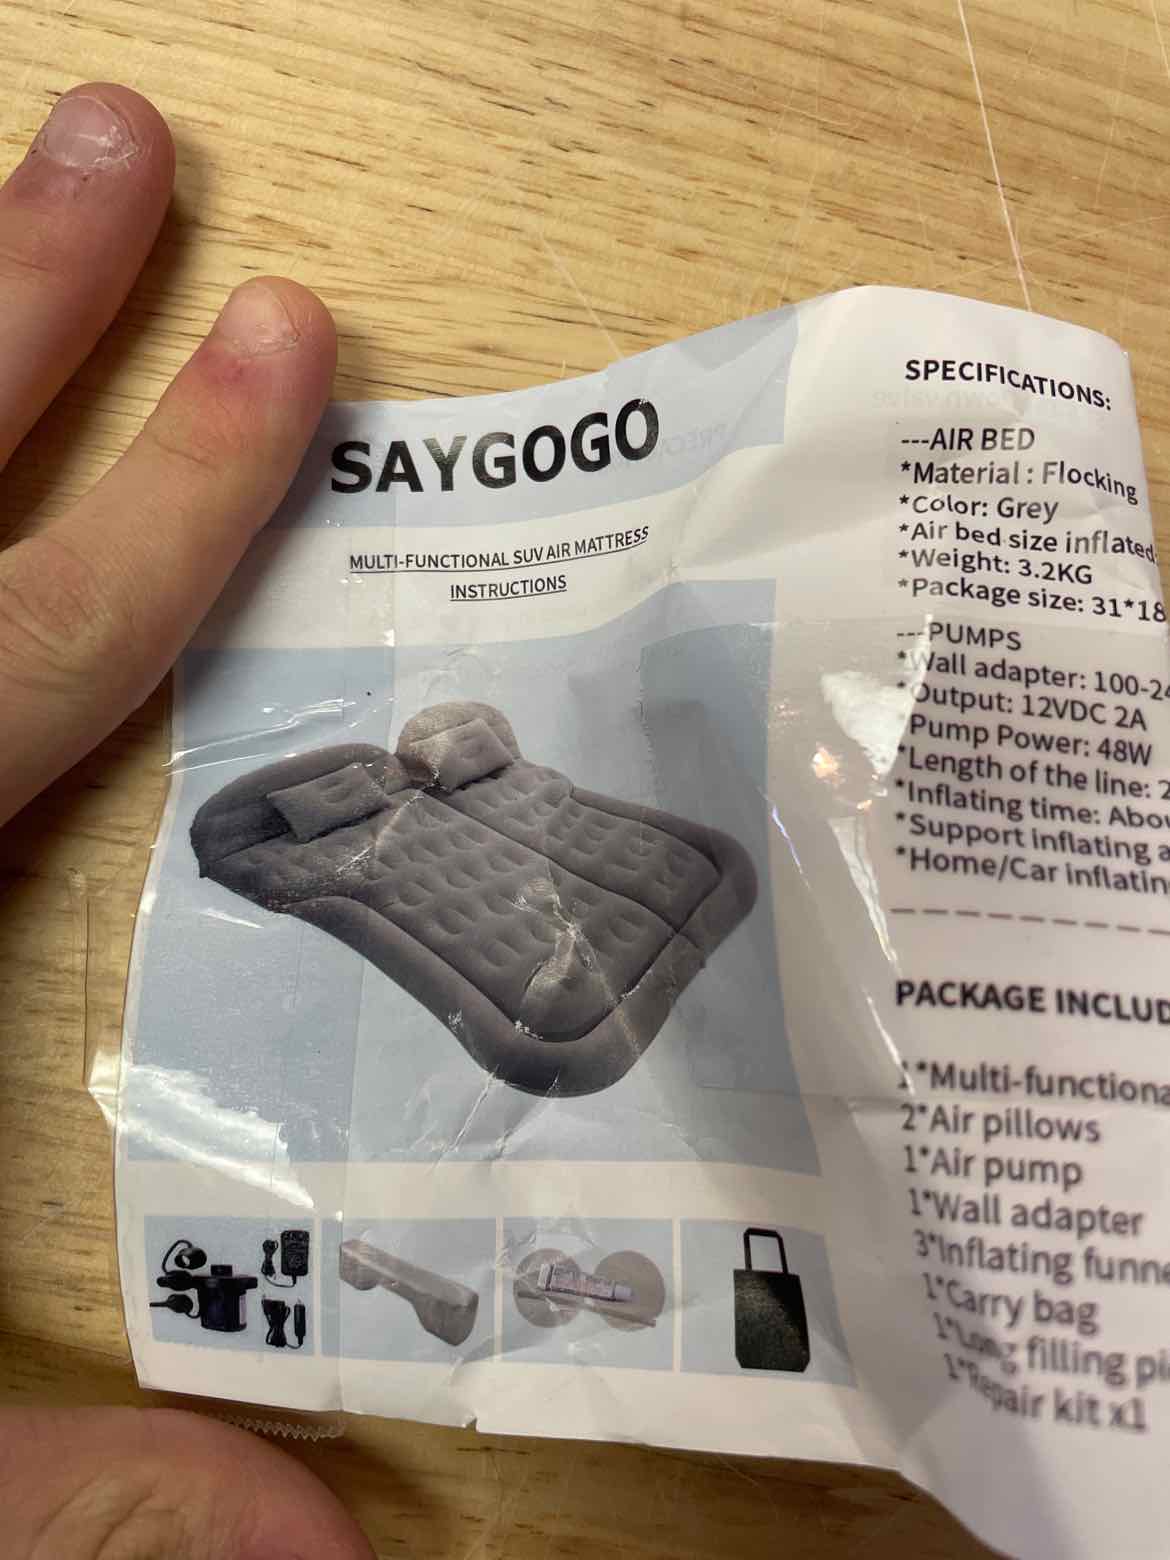 SAYGOGO
MULTI-FUNCTIONAL SUV AIR MATTRESS
INSTRUCTIONS
SPECIFICATIONS:
---AIR BED
*Material : Flocking
*Color: Grey
*Air bed size inflated
*Weight: 3.2KG
*Package size: 31*18
---PUMPS
*Wall adapter: 100-24
*Output: 12VDC 2A
Pump Power: 48W
*Length of the line: 2
*Inflating time: Abo
*Support inflating a
*Home/Car inflatin
PACKAGE INCLUD
1*Multi-functiona
2*Air pillows
1*Air pump
1*Wall adapter
3*Inflating funne
1*Carry bag
1*Long filling pi
1*Repair kit x1